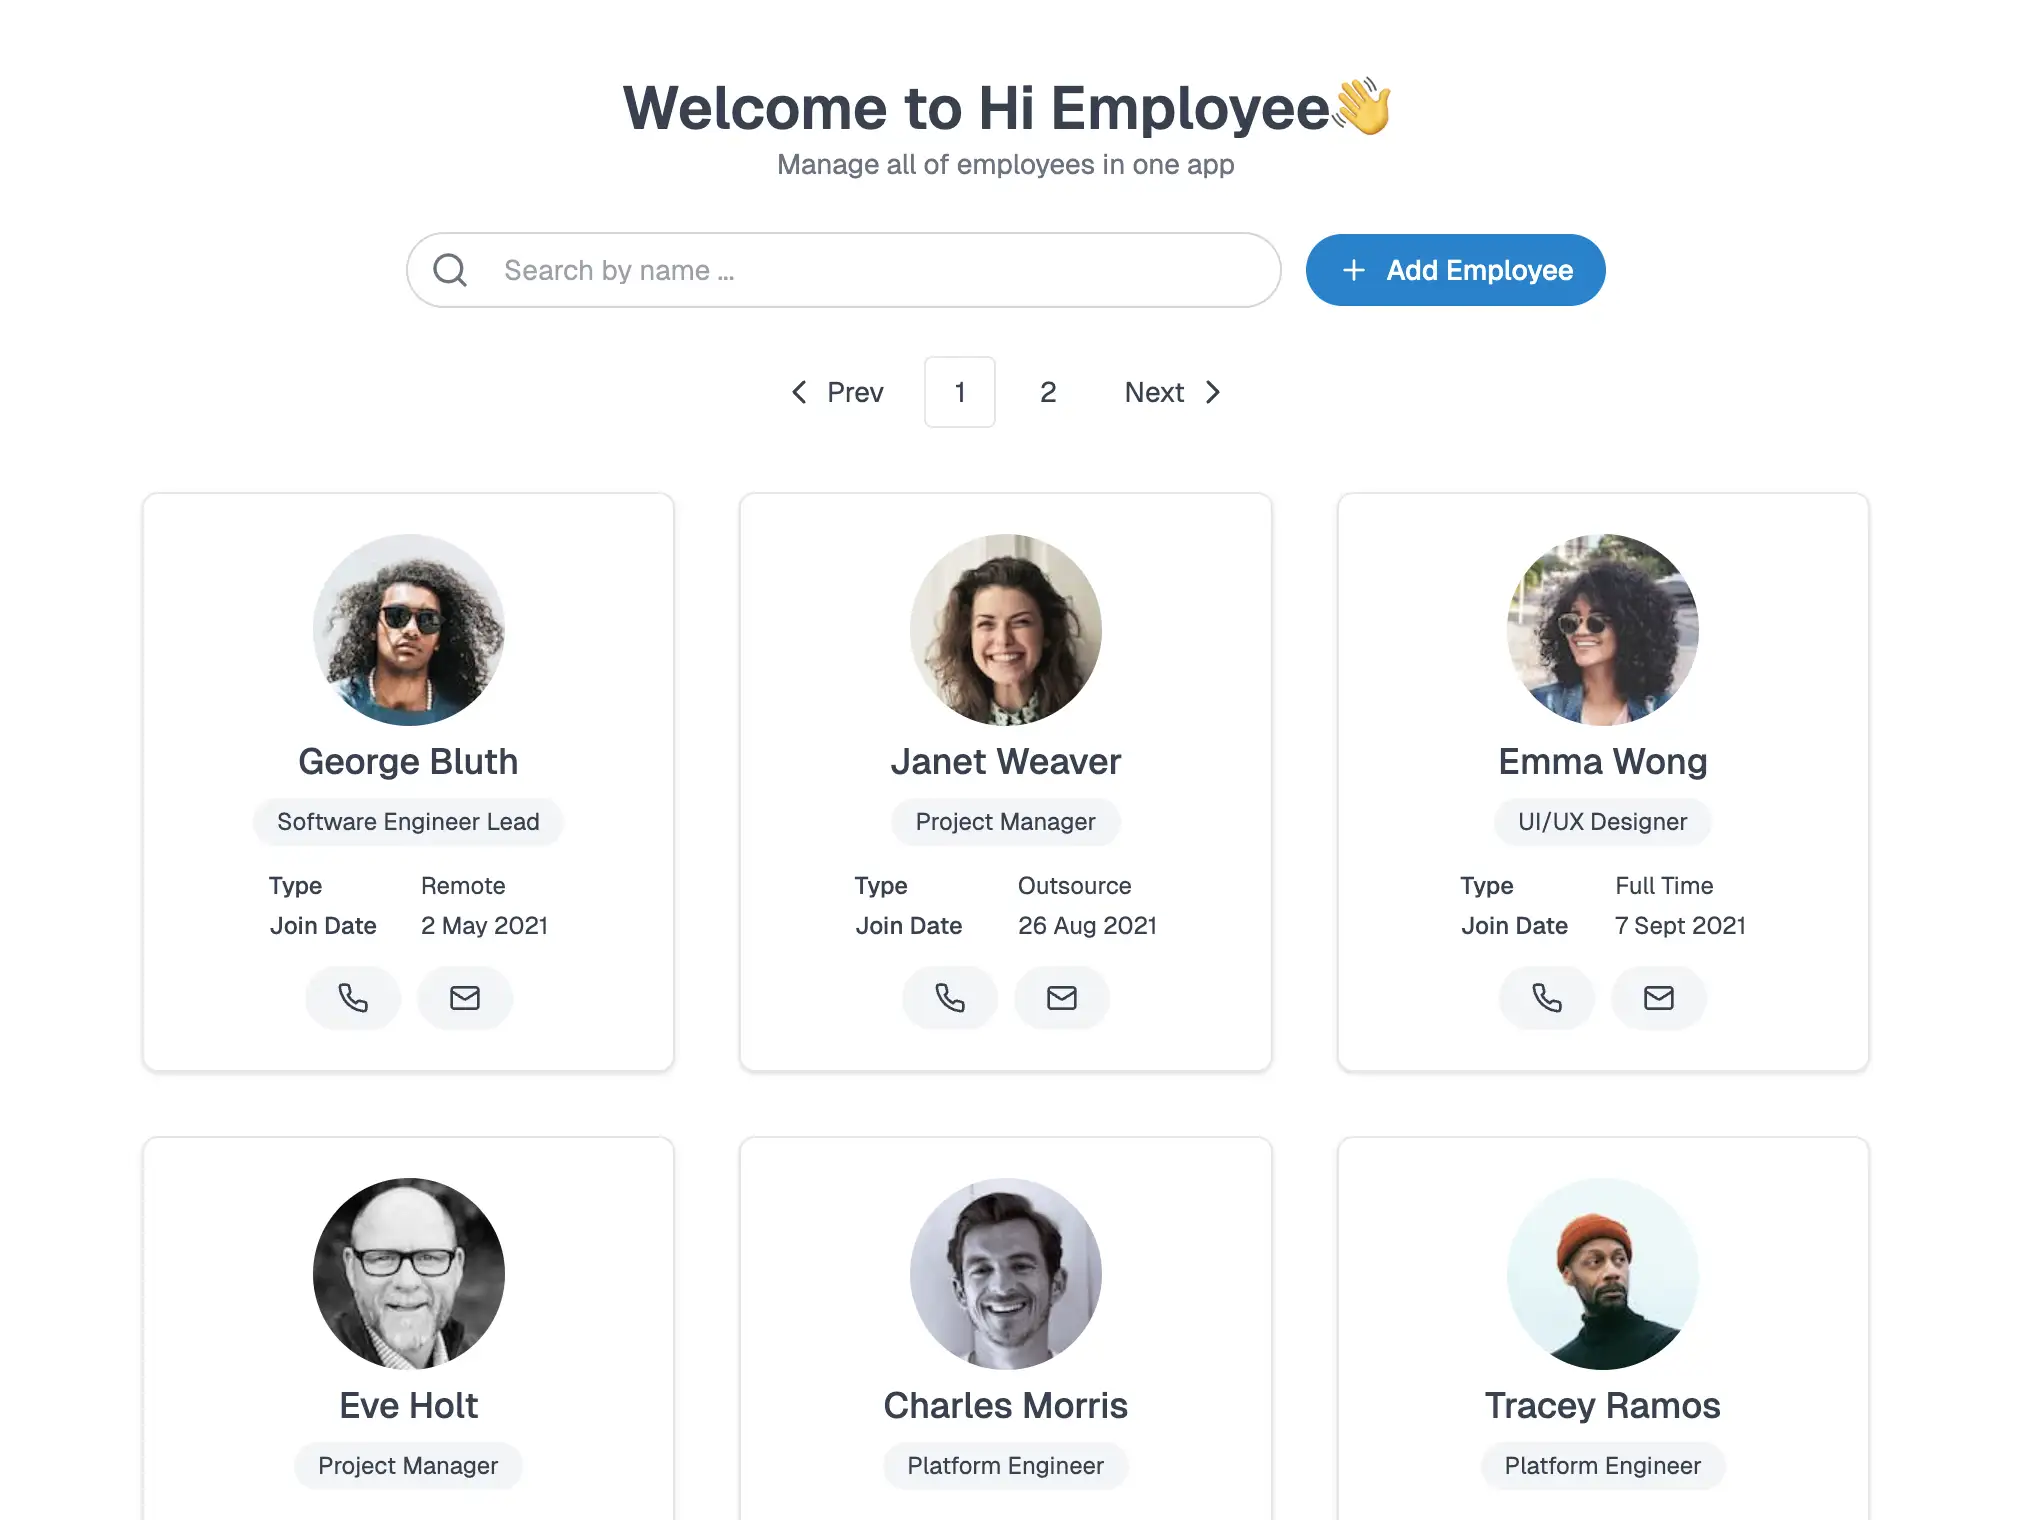 Welcome to Hi Employee👋
Manage all of employees in one app
Search by name ...
+ Add Employee
Prev 1 2 Next
George Bluth
Software Engineer Lead
Type Remote
Join Date 2 May 2021
Janet Weaver
Project Manager
Type Outsource
Join Date 26 Aug 2021
Emma Wong
UI/UX Designer
Type Full Time
Join Date 7 Sept 2021
Eve Holt
Project Manager
Charles Morris
Platform Engineer
Tracey Ramos
Platform Engineer